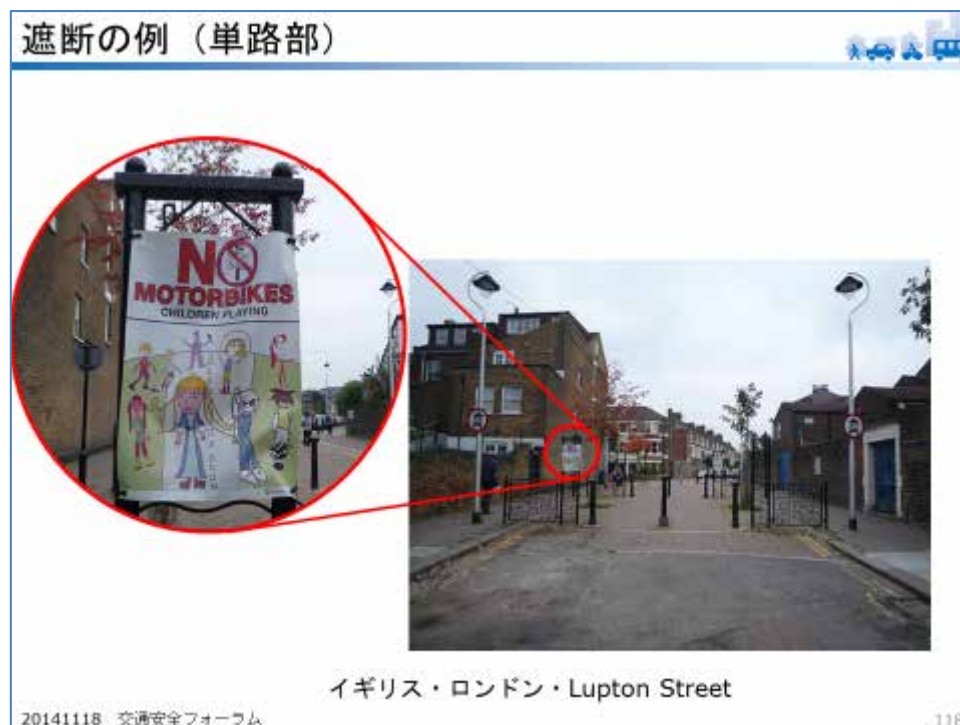 遮断の例（単路部）
NO
MOTORBIKES
CHILDREN PLAYING
イギリス・ロンドン・Lupton Street
20141118 交通安全フォーラム
118